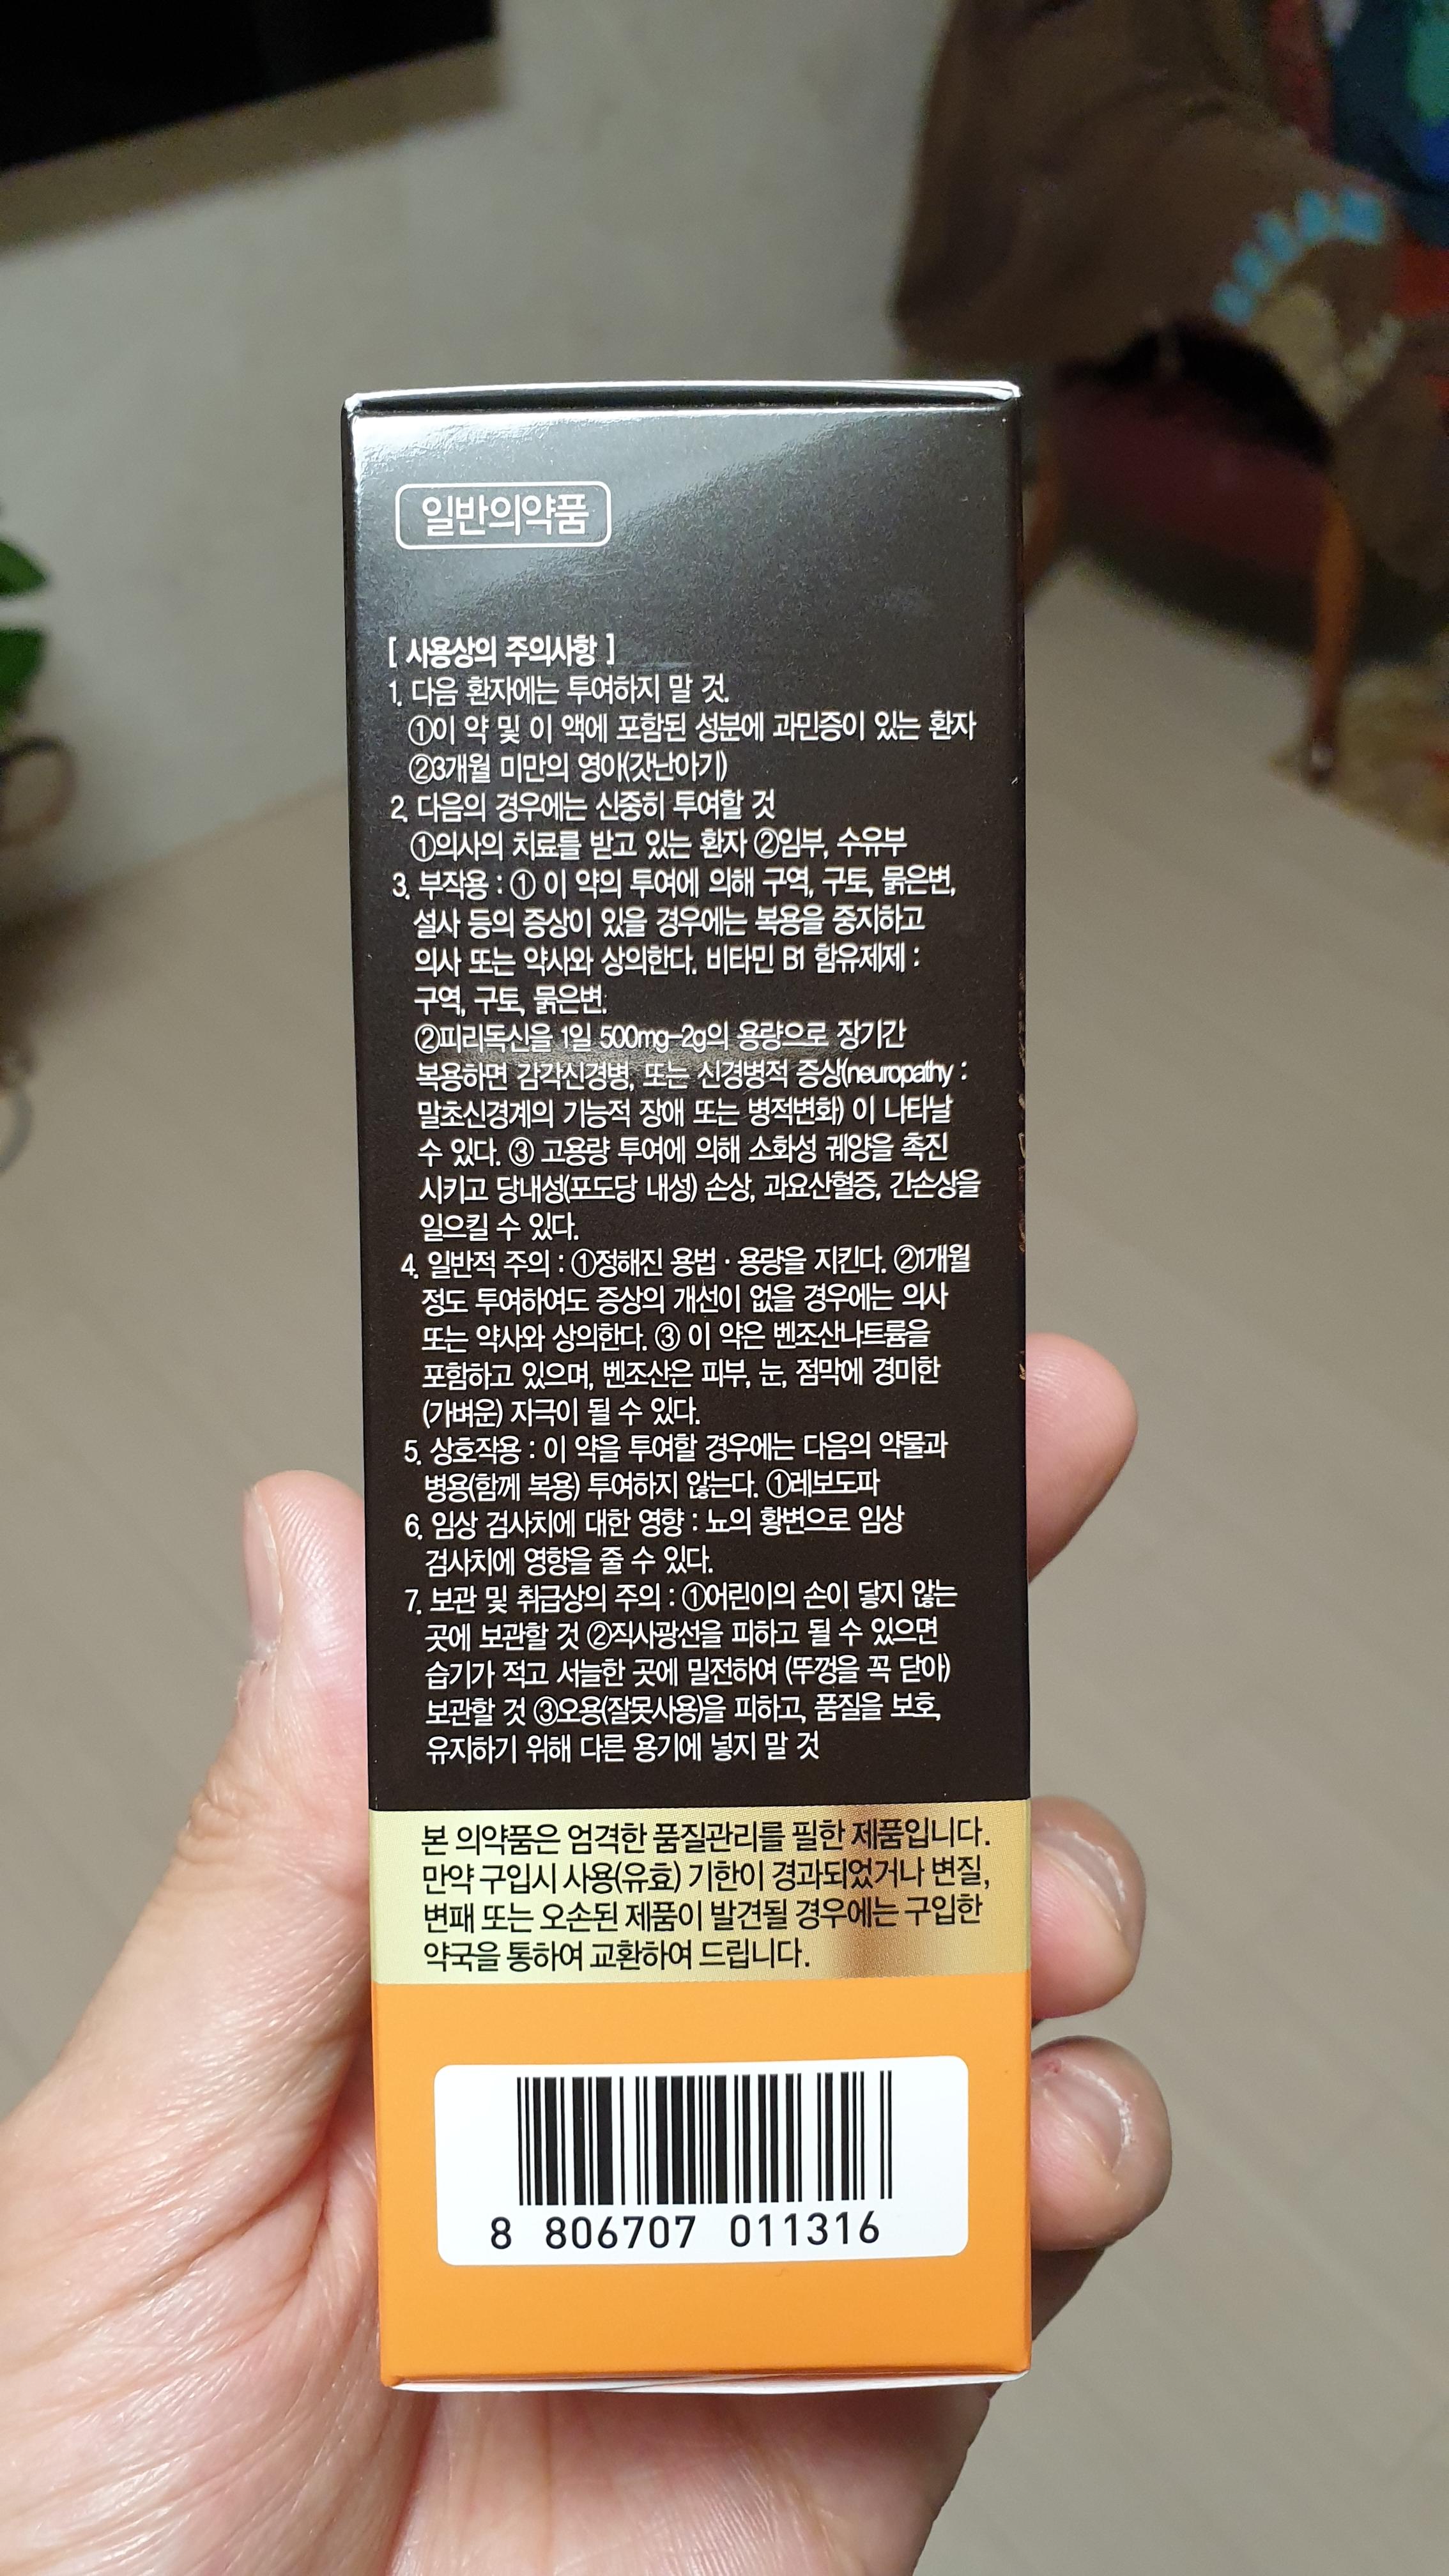 일반의약품
[ 사용상의 주의사항 ]
1. 다음 환자에는 투여하지 말 것.
①이 약 및 이 액에 포함된 성분에 과민증이 있는 환자
②3개월 미만의 영아(갓난아기)
2. 다음의 경우에는 신중히 투여할 것
①의사의 치료를 받고 있는 환자 ②임부, 수유부
3. 부작용 : ① 이 약의 투여에 의해 구역, 구토, 묽은변,
설사 등의 증상이 있을 경우에는 복용을 중지하고
의사 또는 약사와 상의한다. 비타민 B1 함유제제 :
구역, 구토, 묽은변.
②피리독신을 1일 500mg-2g의 용량으로 장기간
복용하면 감각신경병, 또는 신경병적 증상(neuropathy :
말초신경계의 기능적 장애 또는 병적변화) 이 나타날
수 있다. ③ 고용량 투여에 의해 소화성 궤양을 촉진
시키고 당내성(포도당 내성) 손상, 과요산혈증, 간손상을
일으킬 수 있다.
4. 일반적 주의 : ①정해진 용법 · 용량을 지킨다. ②1개월
정도 투여하여도 증상의 개선이 없을 경우에는 의사
또는 약사와 상의한다. ③ 이 약은 벤조산나트륨을
포함하고 있으며, 벤조산은 피부, 눈, 점막에 경미한
(가벼운) 자극이 될 수 있다.
5. 상호작용 : 이 약을 투여할 경우에는 다음의 약물과
병용(함께 복용) 투여하지 않는다. ①레보도파
6. 임상 검사치에 대한 영향 : 뇨의 황변으로 임상
검사치에 영향을 줄 수 있다.
7. 보관 및 취급상의 주의 : ①어린이의 손이 닿지 않는
곳에 보관할 것 ②직사광선을 피하고 될 수 있으면
습기가 적고 서늘한 곳에 밀전하여 (뚜껑을 꼭 닫아)
보관할 것 ③오용(잘못사용)을 피하고, 품질을 보호,
유지하기 위해 다른 용기에 넣지 말 것
본 의약품은 엄격한 품질관리를 필한 제품입니다.
만약 구입시 사용(유효) 기한이 경과되었거나 변질,
변패 또는 오손된 제품이 발견될 경우에는 구입한
약국을 통하여 교환하여 드립니다.
8 806707 011316